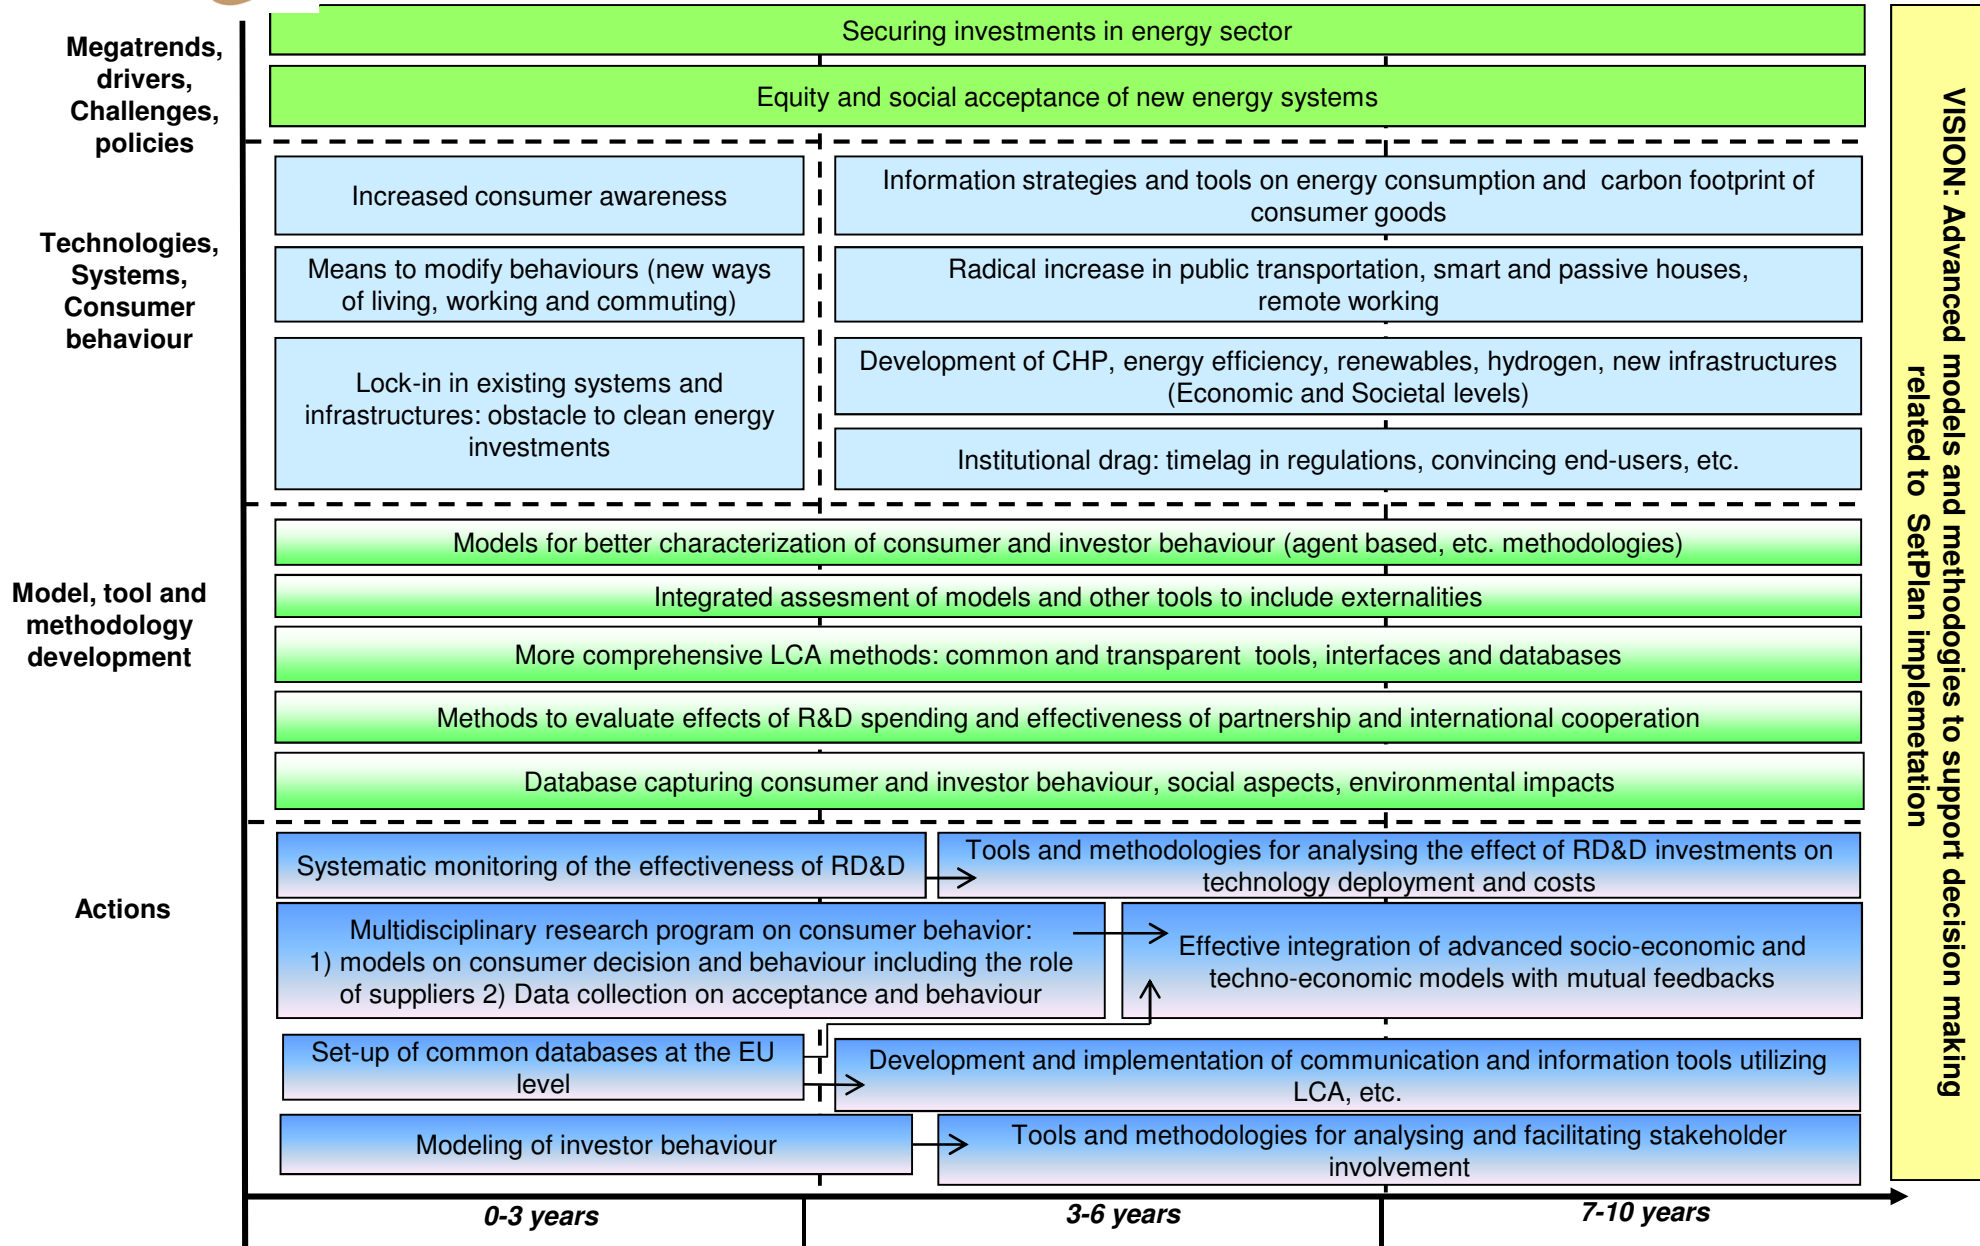 Megatrends,
drivers,
Challenges,
policies
Securing investments in energy sector
Equity and social acceptance of new energy systems
Technologies,
Systems,
Consumer
behaviour
Increased consumer awareness
Information strategies and tools on energy consumption and carbon footprint of
consumer goods
Means to modify behaviours (new ways
of living, working and commuting)
Radical increase in public transportation, smart and passive houses,
remote working
Lock-in in existing systems and
infrastructures: obstacle to clean energy
investments
Development of CHP, energy efficiency, renewables, hydrogen, new infrastructures
(Economic and Societal levels)
Institutional drag: timelag in regulations, convincing end-users, etc.
Model, tool and
methodology
development
Models for better characterization of consumer and investor behaviour (agent based, etc. methodologies)
Integrated assesment of models and other tools to include externalities
More comprehensive LCA methods: common and transparent tools, interfaces and databases
Methods to evaluate effects of R&D spending and effectiveness of partnership and international cooperation
Database capturing consumer and investor behaviour, social aspects, environmental impacts
Actions
Systematic monitoring of the effectiveness of RD&D
Tools and methodologies for analysing the effect of RD&D investments on
technology deployment and costs
Multidisciplinary research program on consumer behavior:
1) models on consumer decision and behaviour including the role
of suppliers 2) Data collection on acceptance and behaviour
Effective integration of advanced socio-economic and
techno-economic models with mutual feedbacks
Set-up of common databases at the EU
level
Development and implementation of communication and information tools utilizing
LCA, etc.
Modeling of investor behaviour
Tools and methodologies for analysing and facilitating stakeholder
involvement
0-3 years
3-6 years
7-10 years
VISION: Advanced models and methodologies to support decision making
related to SetPlan implemetation